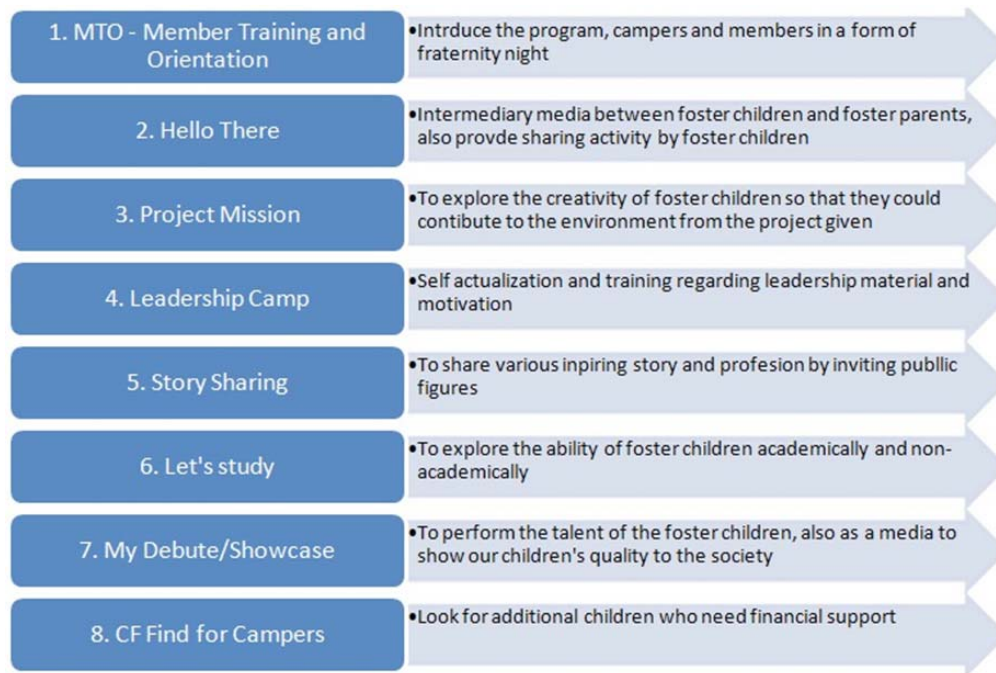 1. MTO - Member Training and
Orientation
•Intrduce the program, campers and members in a form of
fraternity night
2. Hello There
•Intermediary media between foster children and foster parents,
also provde sharing activity by foster children
3. Project Mission
•To explore the creativity of foster children so that they could
contibute to the environment from the project given
4. Leadership Camp
•Self actualization and training regarding leadership material and
motivation
5. Story Sharing
•To share various inpiring story and profesion by inviting publlic
figures
6. Let's study
•To explore the ability of foster children academically and non-
academically
7. My Debute/Showcase
•To perform the talent of the foster children, also as a media to
show our children's quality to the society
8. CF Find for Campers
•Look for additional children who need financial support